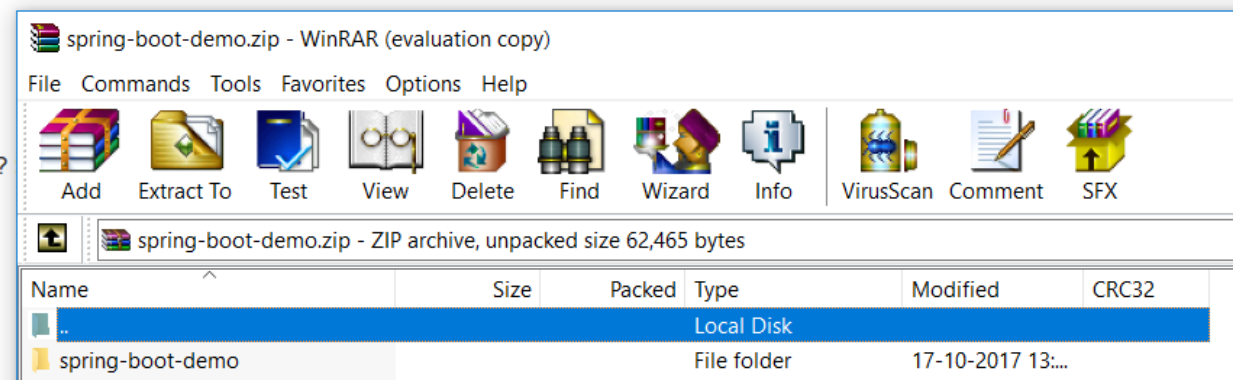 spring-boot-demo.zip - WinRAR (evaluation copy)
File Commands Tools Favorites Options Help
?
Add Extract To Test View Delete Find Wizard Info VirusScan Comment SFX
spring-boot-demo.zip - ZIP archive, unpacked size 62,465 bytes
Name Size Packed Type Modified CRC32
.. Local Disk
spring-boot-demo File folder 17-10-2017 13:...